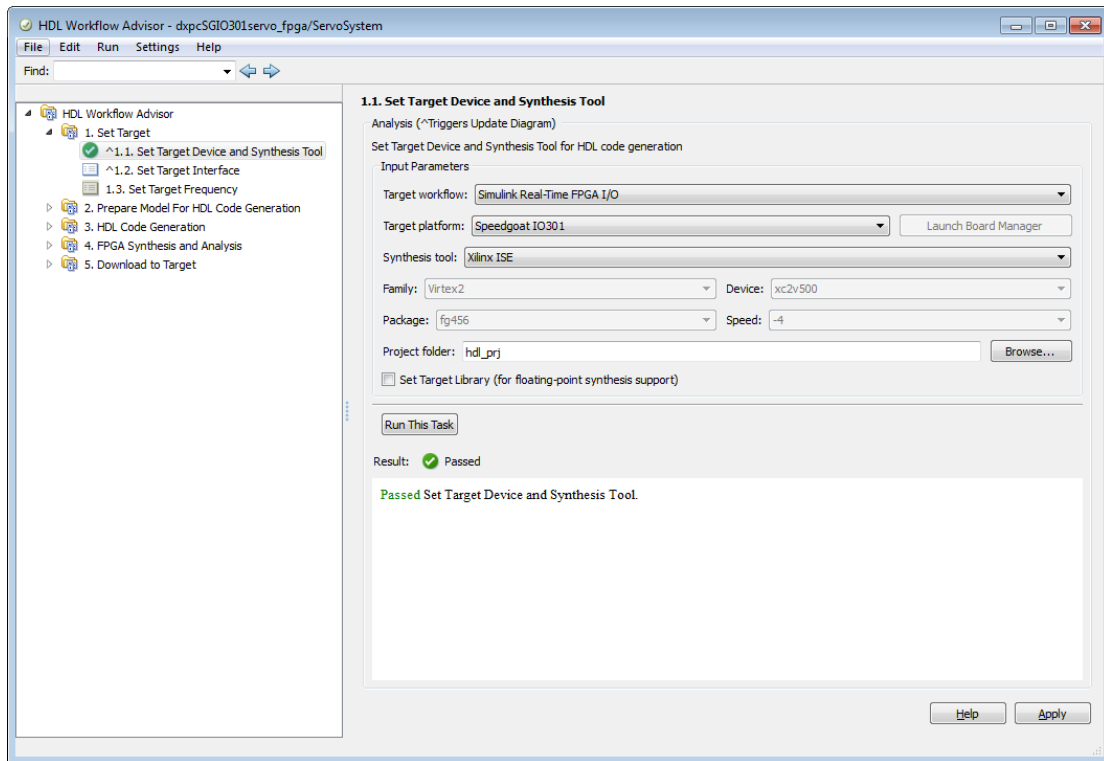 HDL Workflow Advisor - dxpcSGIO301servo_fpga/ServoSystem
File Edit Run Settings Help
Find:
HDL Workflow Advisor
1. Set Target
^1.1. Set Target Device and Synthesis Tool
^1.2. Set Target Interface
1.3. Set Target Frequency
2. Prepare Model For HDL Code Generation
3. HDL Code Generation
4. FPGA Synthesis and Analysis
5. Download to Target
1.1. Set Target Device and Synthesis Tool
Analysis (^Triggers Update Diagram)
Set Target Device and Synthesis Tool for HDL code generation
Input Parameters
Target workflow: Simulink Real-Time FPGA I/O
Target platform: Speedgoat IO301 Launch Board Manager
Synthesis tool: Xilinx ISE
Family: Virtex2 Device: xc2v500
Package: fg456 Speed: -4
Project folder: hdl_prj Browse...
Set Target Library (for floating-point synthesis support)
Run This Task
Result: Passed
Passed Set Target Device and Synthesis Tool.
Help Apply